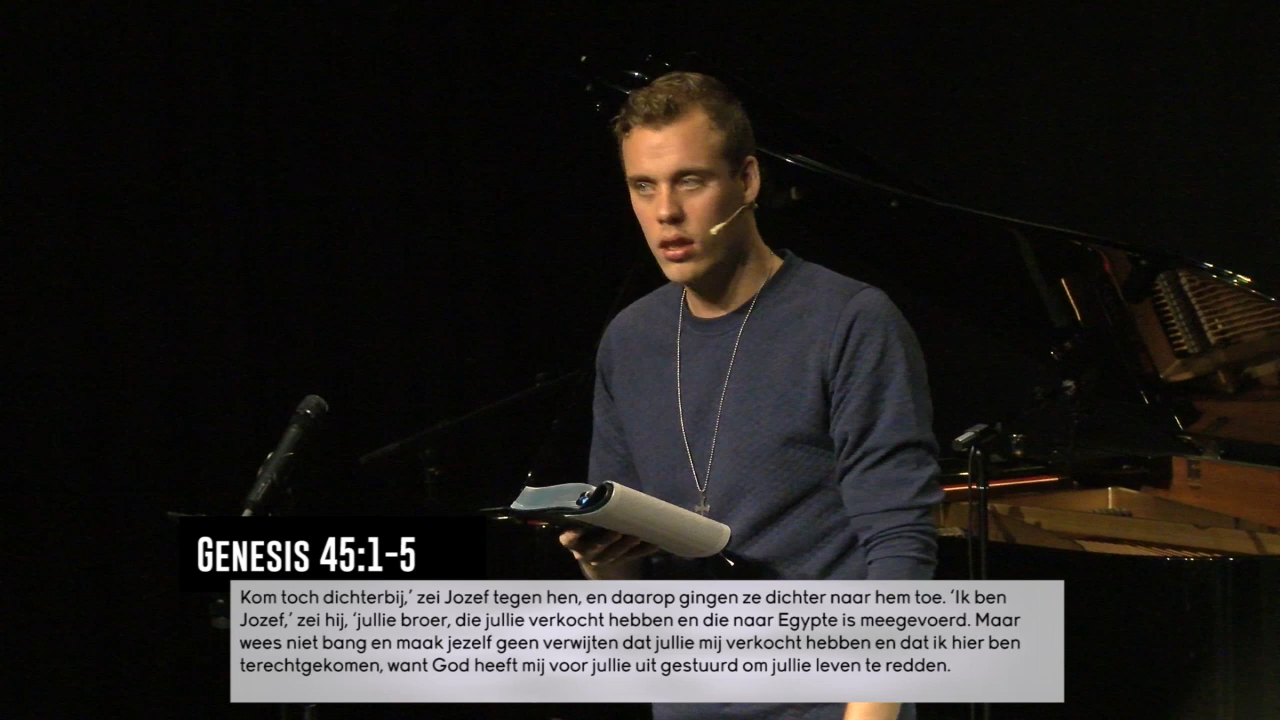 Genesis 45:1-5
Kom toch dichterbij,’ zei Jozef tegen hen, en daarop gingen ze dichter naar hem toe. ‘Ik ben
Jozef,’ zei hij, ‘jullie broer, die jullie verkocht hebben en die naar Egypte is meegevoerd. Maar
wees niet bang en maak jezelf geen verwijten dat jullie mij verkocht hebben en dat ik hier ben
terechtgekomen, want God heeft mij voor jullie uit gestuurd om jullie leven te redden.